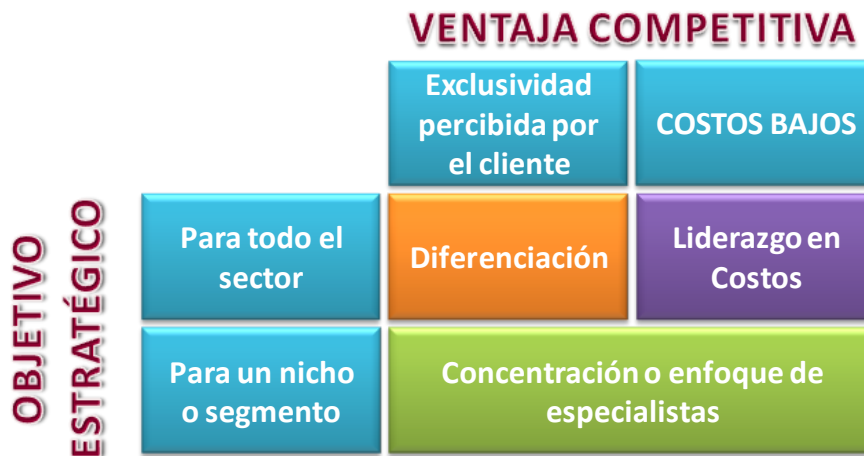 VENTAJA COMPETITIVA
Exclusividad
percibida por
el cliente
COSTOS BAJOS
OBJETIVO
ESTRATÉGICO
Para todo el
sector
Diferenciación
Liderazgo en
Costos
Para un nicho
o segmento
Concentración o enfoque de
especialistas